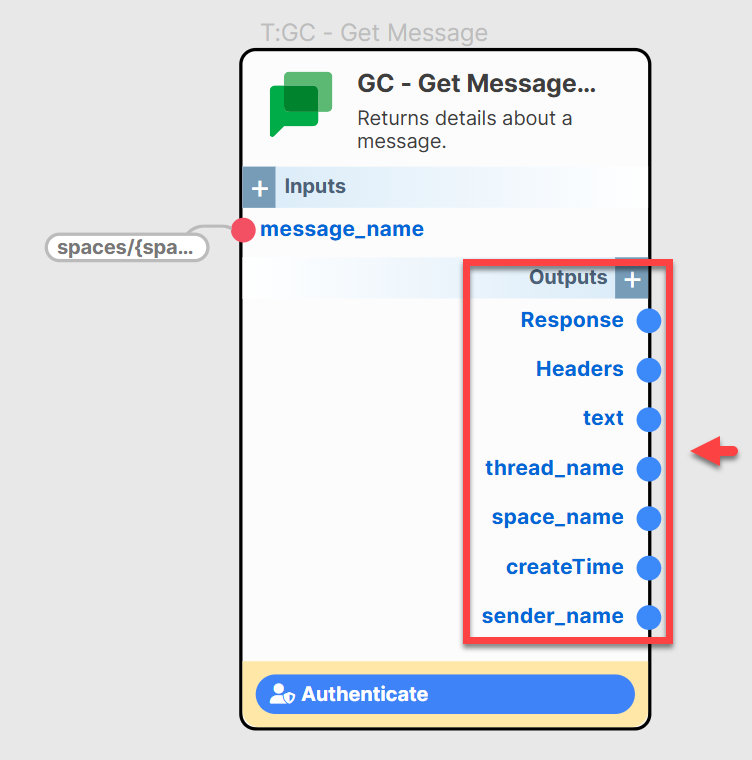 T:GC - Get Message
GC - Get Message...
Returns details about a
message.
+ Inputs
message_name
spaces/{spa...
Outputs +
Response
Headers
text
thread_name
space_name
createTime
sender_name
Authenticate